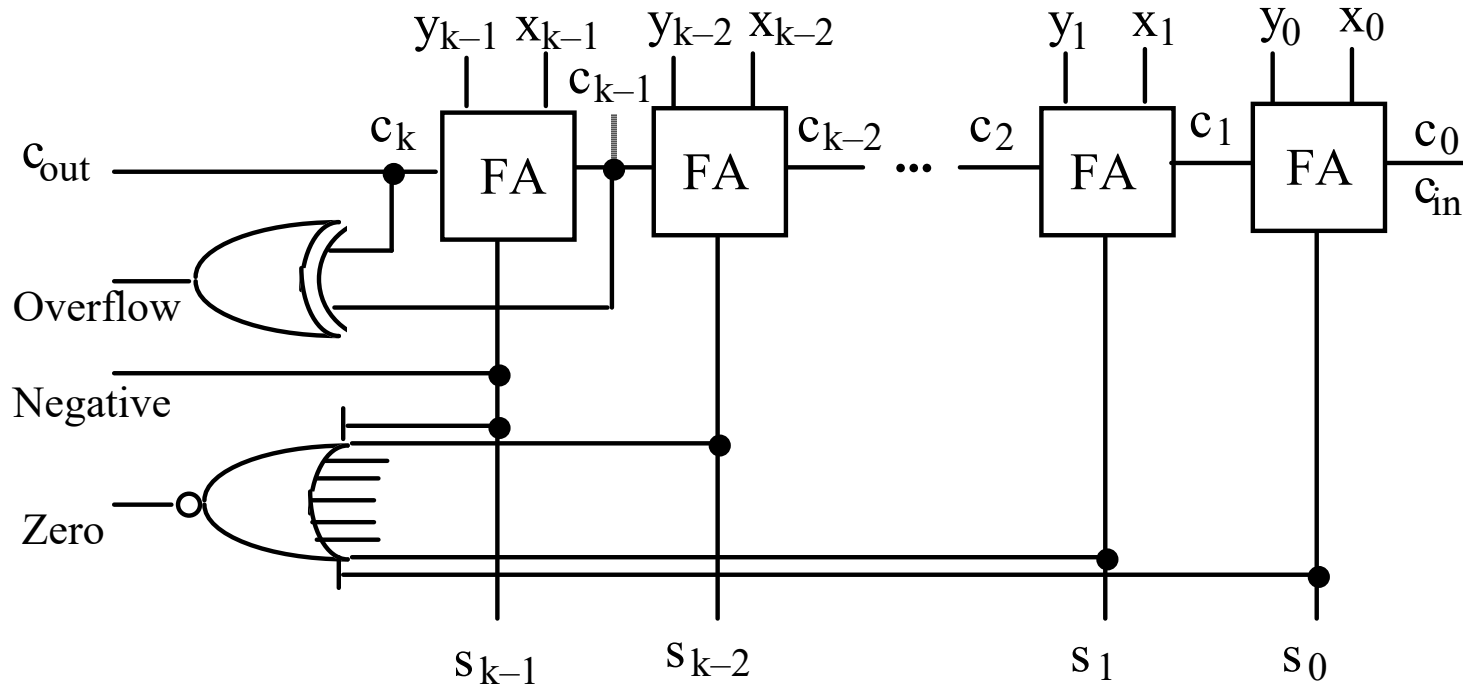 y_{k–1} x_{k–1} y_{k–2} x_{k–2} y_1 x_1 y_0 x_0
c_{k–1}
c_out c_k FA FA c_{k–2} ... c_2 FA c_1 FA c_0
c_in
Overflow
Negative
Zero
s_{k–1} s_{k–2} s_1 s_0